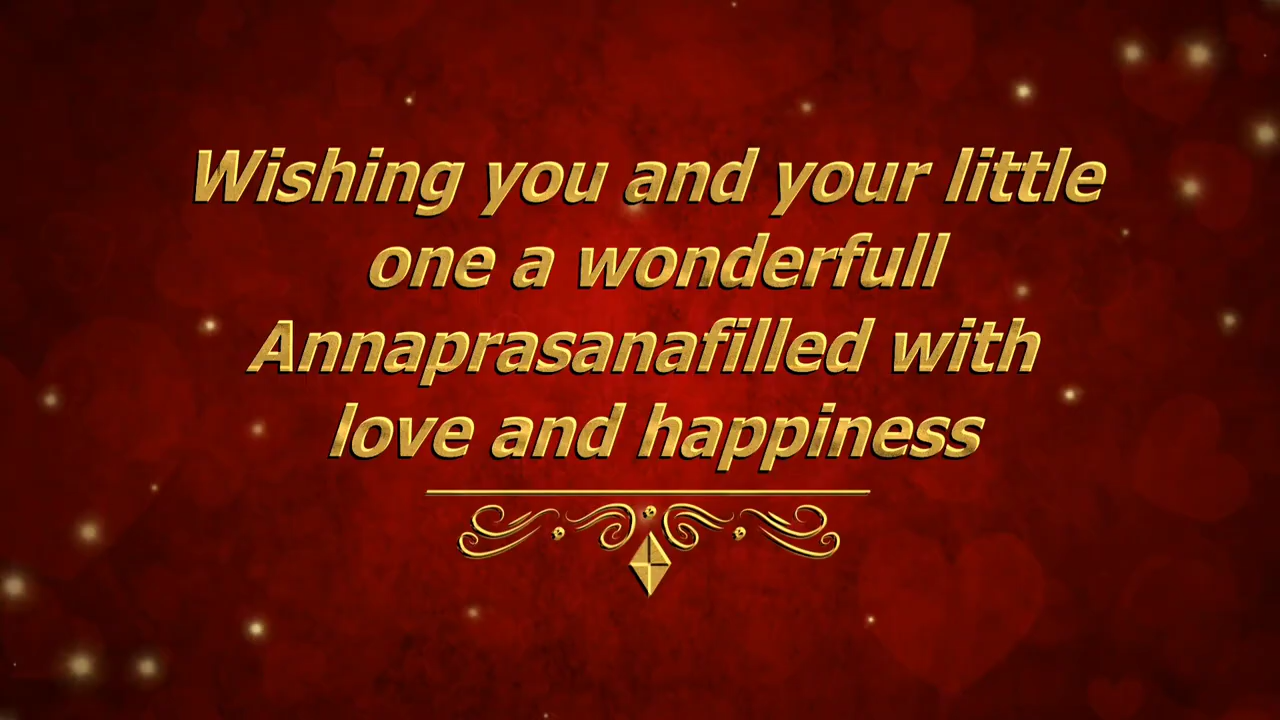 Wishing you and your little
one a wonderfull
Annaprasanafilled with
love and happiness